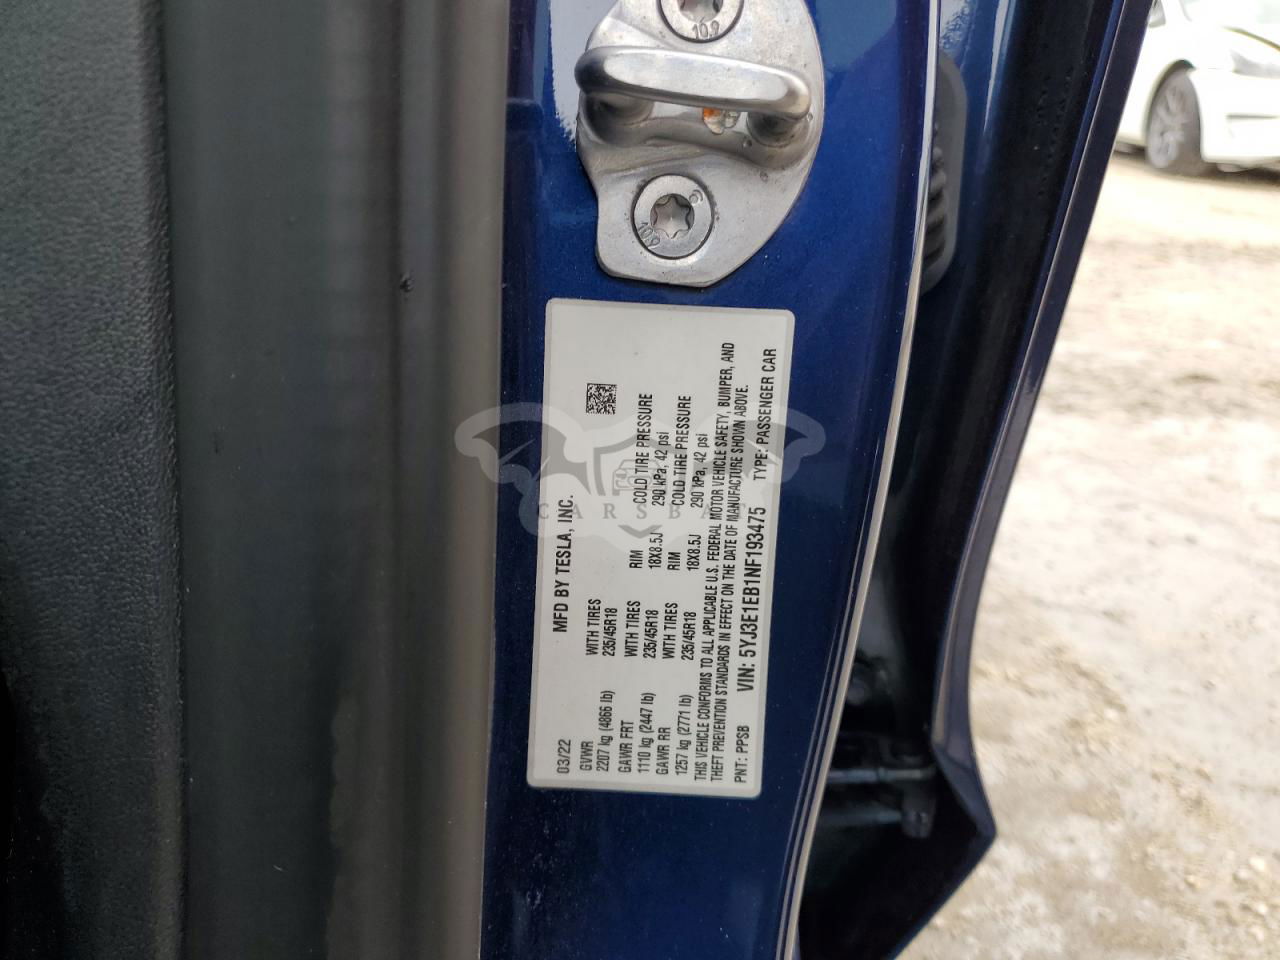 10.9
10.9
MFD BY TESLA, INC.
03/22
GVWR WITH TIRES RIM COLD TIRE PRESSURE
2207 kg (4866 lb) 235/45R18 18X8.5J 290 kPa, 42 psi
GAWR FRT WITH TIRES RIM COLD TIRE PRESSURE
1110 kg (2447 lb) 235/45R18 18X8.5J 290 kPa, 42 psi
GAWR RR WITH TIRES
1257 kg (2771 lb) 235/45R18
THIS VEHICLE CONFORMS TO ALL APPLICABLE U.S. FEDERAL MOTOR VEHICLE SAFETY, BUMPER, AND
THEFT PREVENTION STANDARDS IN EFFECT ON THE DATE OF MANUFACTURE SHOWN ABOVE.
PNT: PPSB VIN: 5YJ3E1EB1NF193475 TYPE: PASSENGER CAR